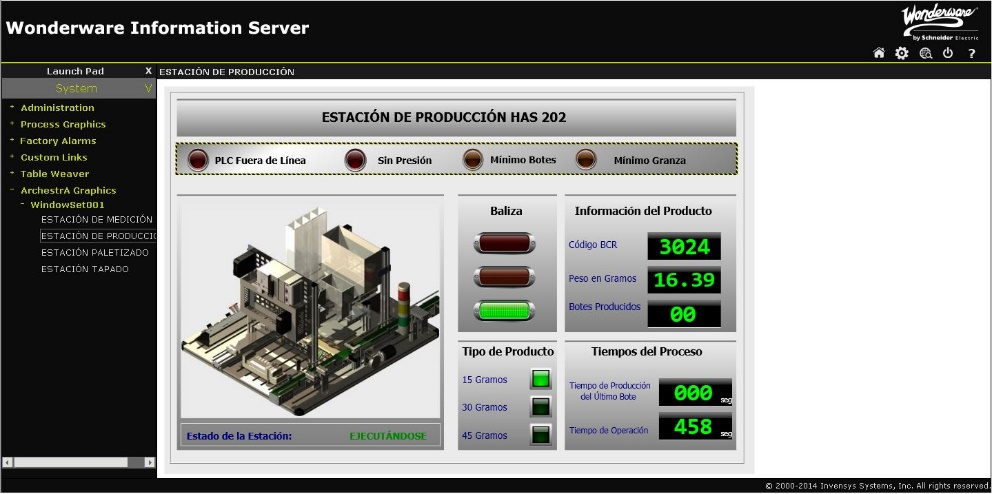 Wonderware Information Server
Wonderware
by Schneider Electric
?
Launch Pad X
ESTACIÓN DE PRODUCCIÓN
System V
+ Administration
+ Process Graphics
+ Factory Alarms
+ Custom Links
+ Table Weaver
- ArchestrA Graphics
- WindowSet001
ESTACIÓN DE MEDICIÓN
ESTACIÓN DE PRODUCCIO
ESTACIÓN PALETIZADO
ESTACIÓN TAPADO
ESTACIÓN DE PRODUCCIÓN HAS 202
PLC Fuera de Línea
Sin Presión
Mínimo Botes
Mínimo Granza
Baliza
Información del Producto
Código BCR 3024
Peso en Gramos 16.39
Botes Producidos 00
Tipo de Producto
15 Gramos
30 Gramos
45 Gramos
Tiempos del Proceso
Tiempo de Producción
del Último Bote
000 seg
Tiempo de Operación 458 seg
Estado de la Estación: EJECUTÁNDOSE
© 2000-2014 Invensys Systems, Inc. All rights reserved.